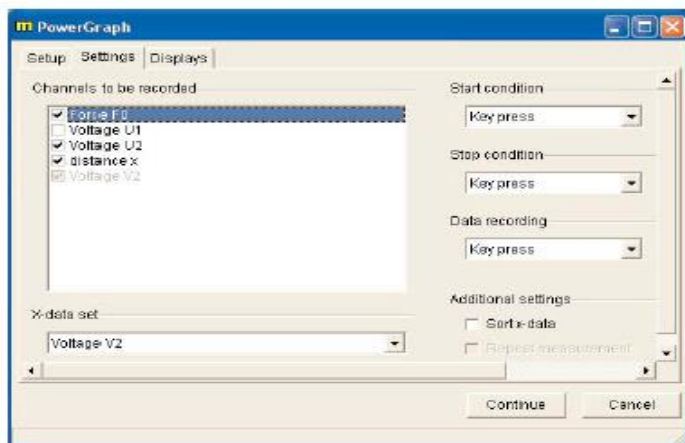 PowerGraph
Setup Settings Displays
Channels to be recorded
Force F0
Voltage U1
Voltage U2
distance x
Voltage V2
X-data set
Voltage V2
Start condition
Key press
Stop condition
Key press
Data recording
Key press
Additional settings
Sort x-data
Repeat measurement
Continue Cancel